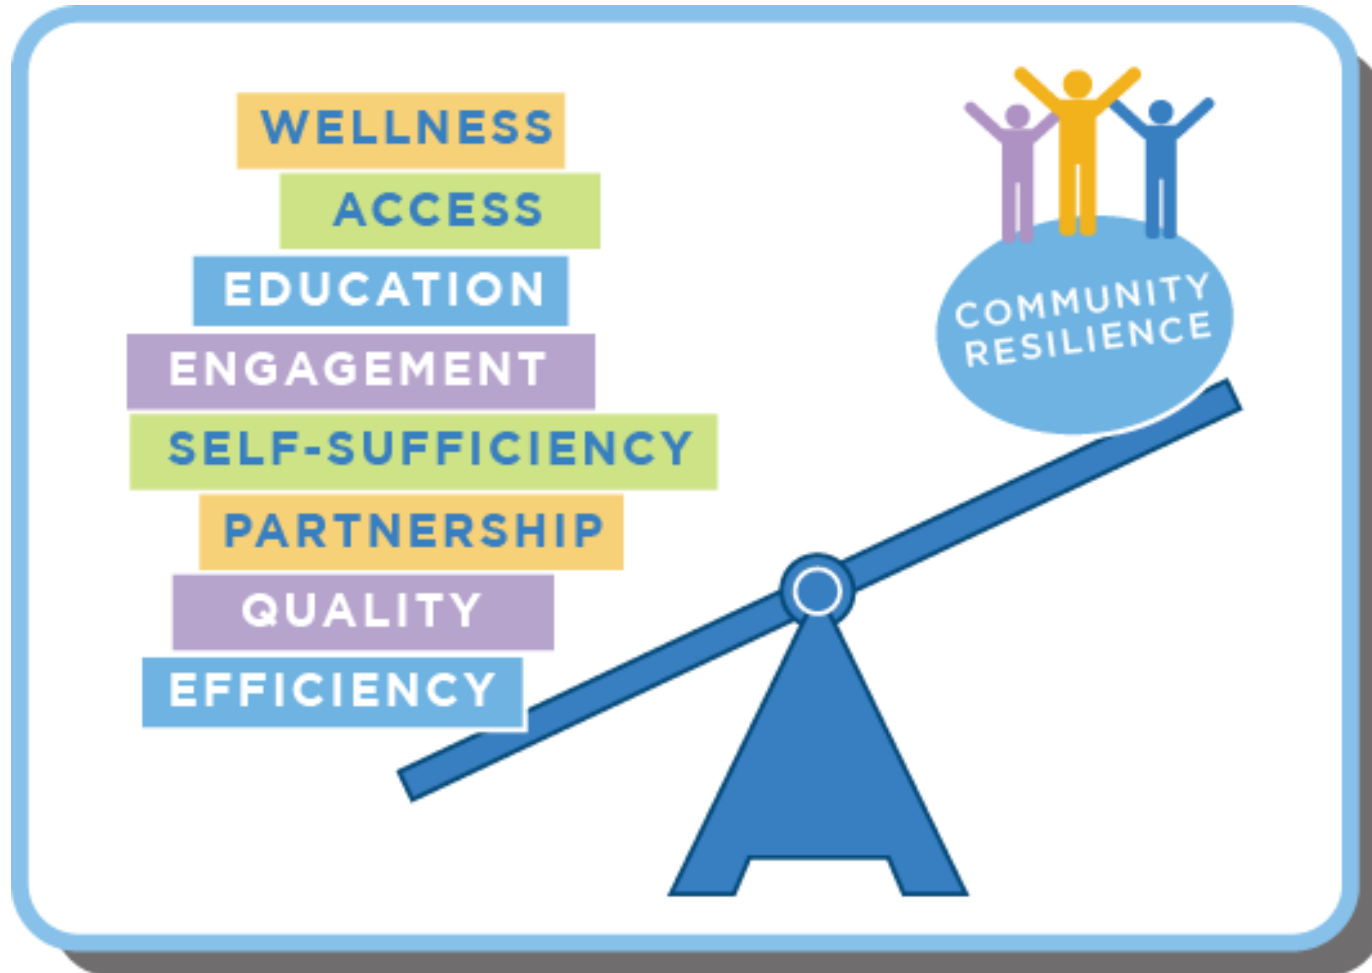 WELLNESS
ACCESS
EDUCATION
ENGAGEMENT
SELF-SUFFICIENCY
PARTNERSHIP
QUALITY
EFFICIENCY
COMMUNITY
RESILIENCE